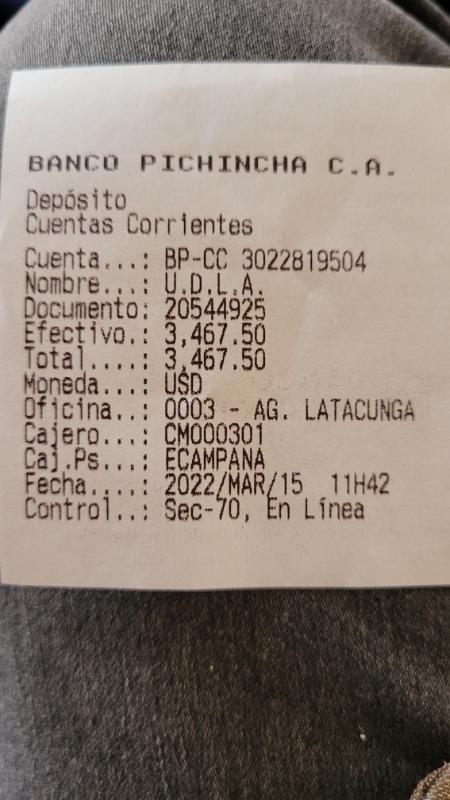 BANCO PICHINCHA C.A.
Depósito
Cuentas Corrientes
Cuenta...: BP-CC 3022819504
Nombre...: U.D.L.A.
Documento: 20544925
Efectivo.: 3,467.50
Total....: 3,467.50
Moneda...: USD
Oficina..: 0003 - AG. LATACUNGA
Cajero...: CM000301
Caj.Ps...: ECAMPANA
Fecha....: 2022/MAR/15 11H42
Control..: Sec-70, En Línea